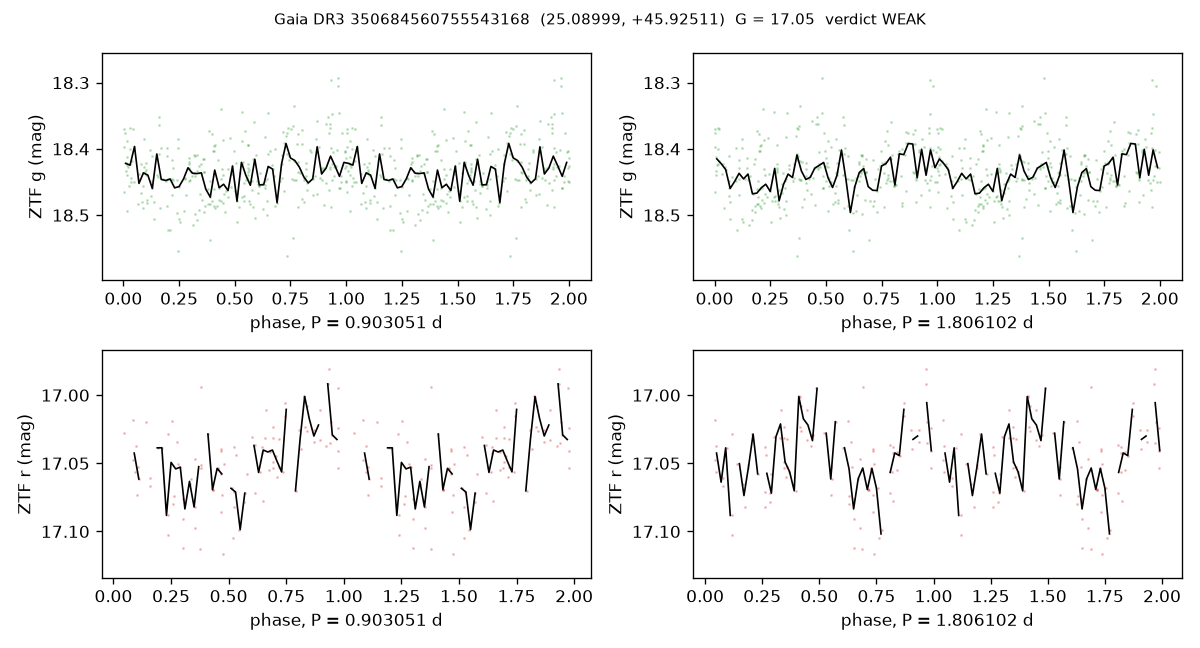 Gaia DR3 350684560755543168 (25.08999, +45.92511) G = 17.05 verdict WEAK
ZTF g (mag)
18.3
18.4
18.5
0.00 0.25 0.50 0.75 1.00 1.25 1.50 1.75 2.00
phase, P = 0.903051 d
ZTF g (mag)
18.3
18.4
18.5
0.00 0.25 0.50 0.75 1.00 1.25 1.50 1.75 2.00
phase, P = 1.806102 d
ZTF r (mag)
17.00
17.05
17.10
0.00 0.25 0.50 0.75 1.00 1.25 1.50 1.75 2.00
phase, P = 0.903051 d
ZTF r (mag)
17.00
17.05
17.10
0.00 0.25 0.50 0.75 1.00 1.25 1.50 1.75 2.00
phase, P = 1.806102 d